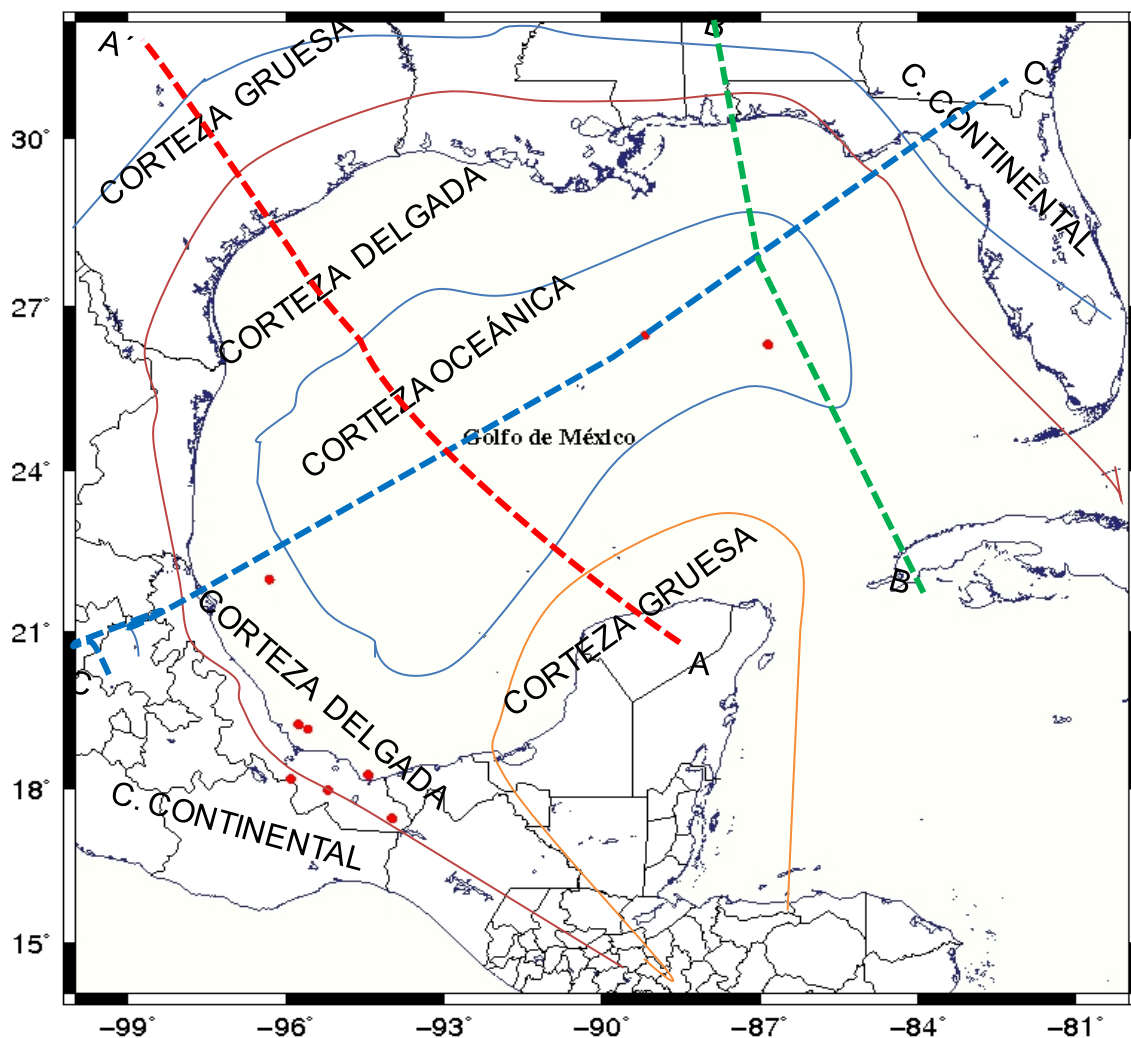 A´
B
C´
CORTEZA GRUESA
C. CONTINENTAL
30˚
CORTEZA DELGADA
27˚
CORTEZA OCEÁNICA
Golfo de México
24˚
CORTEZA GRUESA
B
21˚
CORTEZA DELGADA
A
C
18˚
C. CONTINENTAL
15˚
−99˚ −96˚ −93˚ −90˚ −87˚ −84˚ −81˚